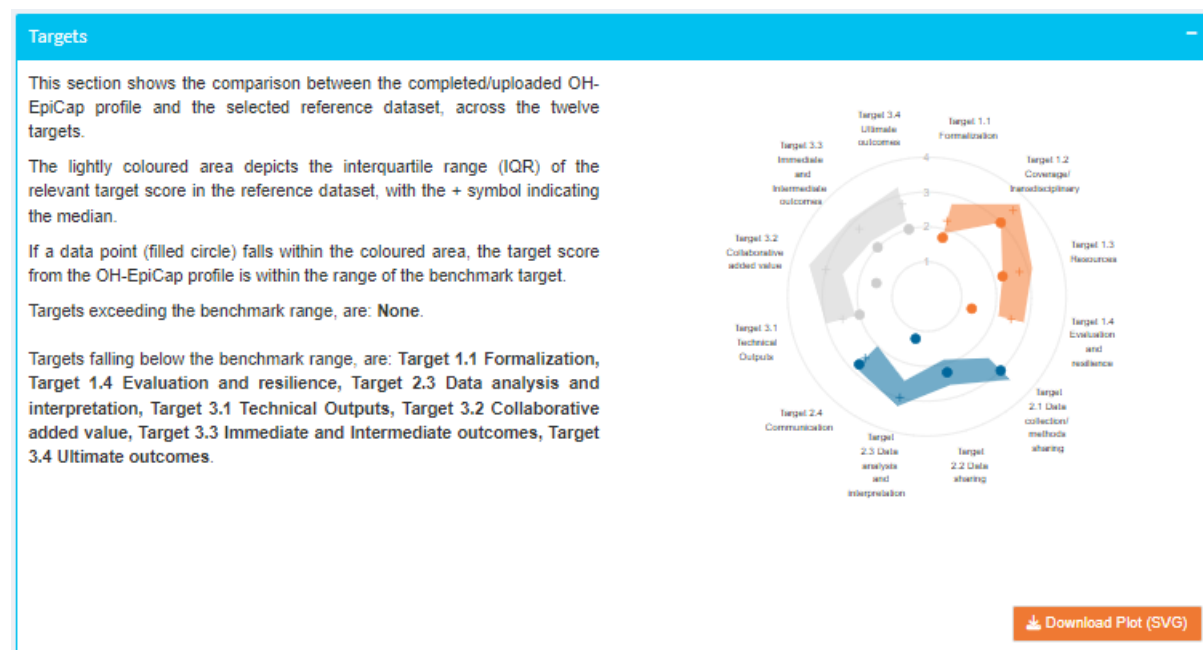 Targets
This section shows the comparison between the completed/uploaded OH-
EpiCap profile and the selected reference dataset, across the twelve
targets.
The lightly coloured area depicts the interquartile range (IQR) of the
relevant target score in the reference dataset, with the + symbol indicating
the median.
If a data point (filled circle) falls within the coloured area, the target score
from the OH-EpiCap profile is within the range of the benchmark target.
Targets exceeding the benchmark range, are: None.
Targets falling below the benchmark range, are: Target 1.1 Formalization,
Target 1.4 Evaluation and resilience, Target 2.3 Data analysis and
interpretation, Target 3.1 Technical Outputs, Target 3.2 Collaborative
added value, Target 3.3 Immediate and Intermediate outcomes, Target
3.4 Ultimate outcomes.
Target 3.4
Ultimate
outcomes
Target 1.1
Formalization
Target 1.2
Coverage/
transdisciplinary
Target 1.3
Resources
Target 1.4
Evaluation
and
resilience
Target
2.1 Data
collection/
methods
sharing
Target
2.2 Data
sharing
Target
2.3 Data
analysis
and
interpretation
Target 2.4
Communication
Target 3.1
Technical
Outputs
Target 3.2
Collaborative
added value
Target 3.3
Immediate
and
Intermediate
outcomes
4
3
2
1
Download Plot (SVG)